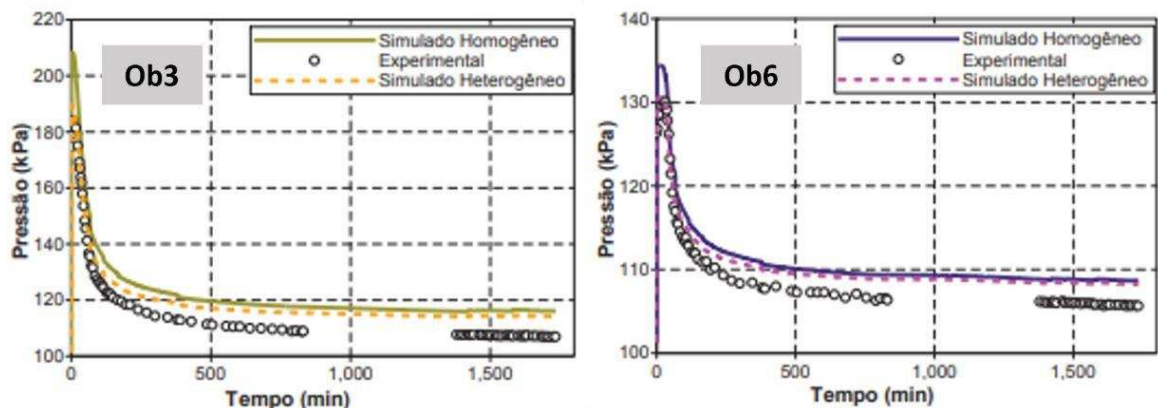 220
200
180
160
140
120
100
Pressão (kPa)
Ob3
Simulado Homogêneo
Experimental
Simulado Heterogêneo
0
500
1,000
1,500
Tempo (min)
140
130
120
110
100
Pressão (kPa)
Ob6
Simulado Homogêneo
Experimental
Simulado Heterogêneo
0
500
1,000
1,500
Tempo (min)